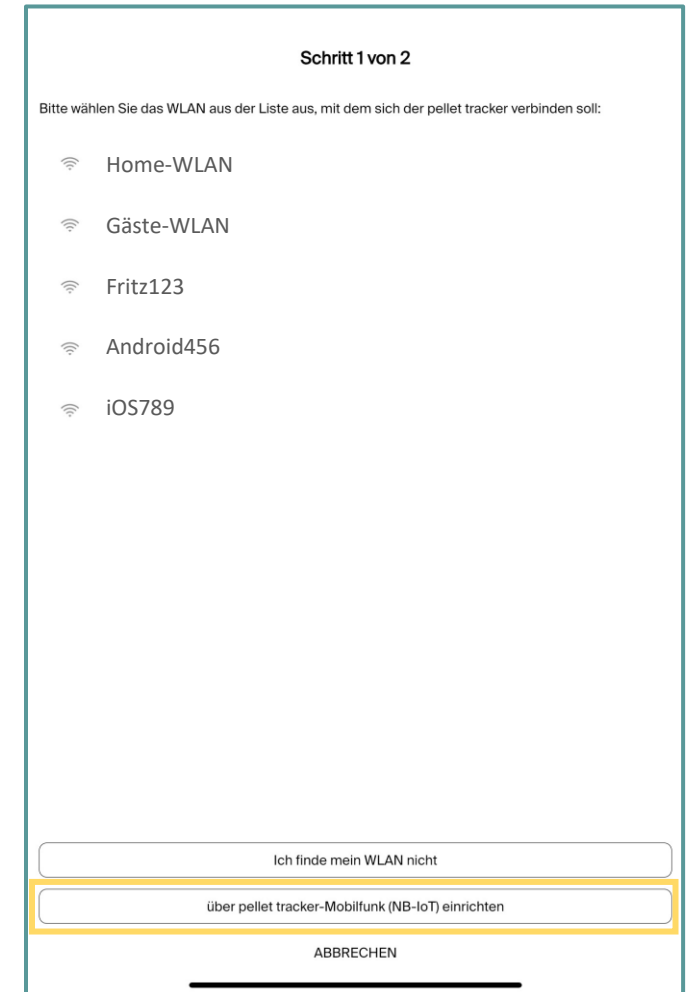 Schritt 1 von 2
Bitte wählen Sie das WLAN aus der Liste aus, mit dem sich der pellet tracker verbinden soll:
Home-WLAN
Gäste-WLAN
Fritz123
Android456
iOS789
Ich finde mein WLAN nicht
über pellet tracker-Mobilfunk (NB-IoT) einrichten
ABBRECHEN